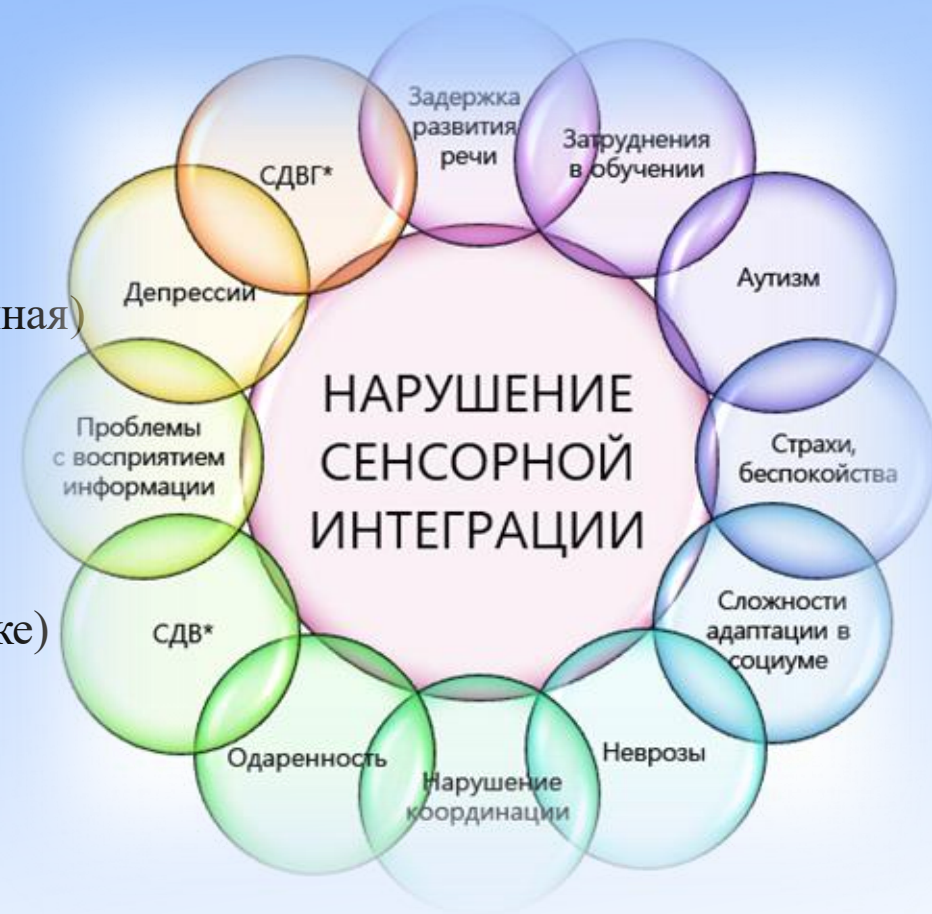 Задержка
развития
речи
Затруднения
в обучении
СДВГ*
Аутизм
Депрессии
ная)
НАРУШЕНИЕ
СЕНСОРНОЙ
ИНТЕГРАЦИИ
Проблемы
с восприятием
информации
Страхи,
беспокойства
Сложности
адаптации в
социуме
СДВ*
ке)
Одаренность
Неврозы
Нарушение
координации